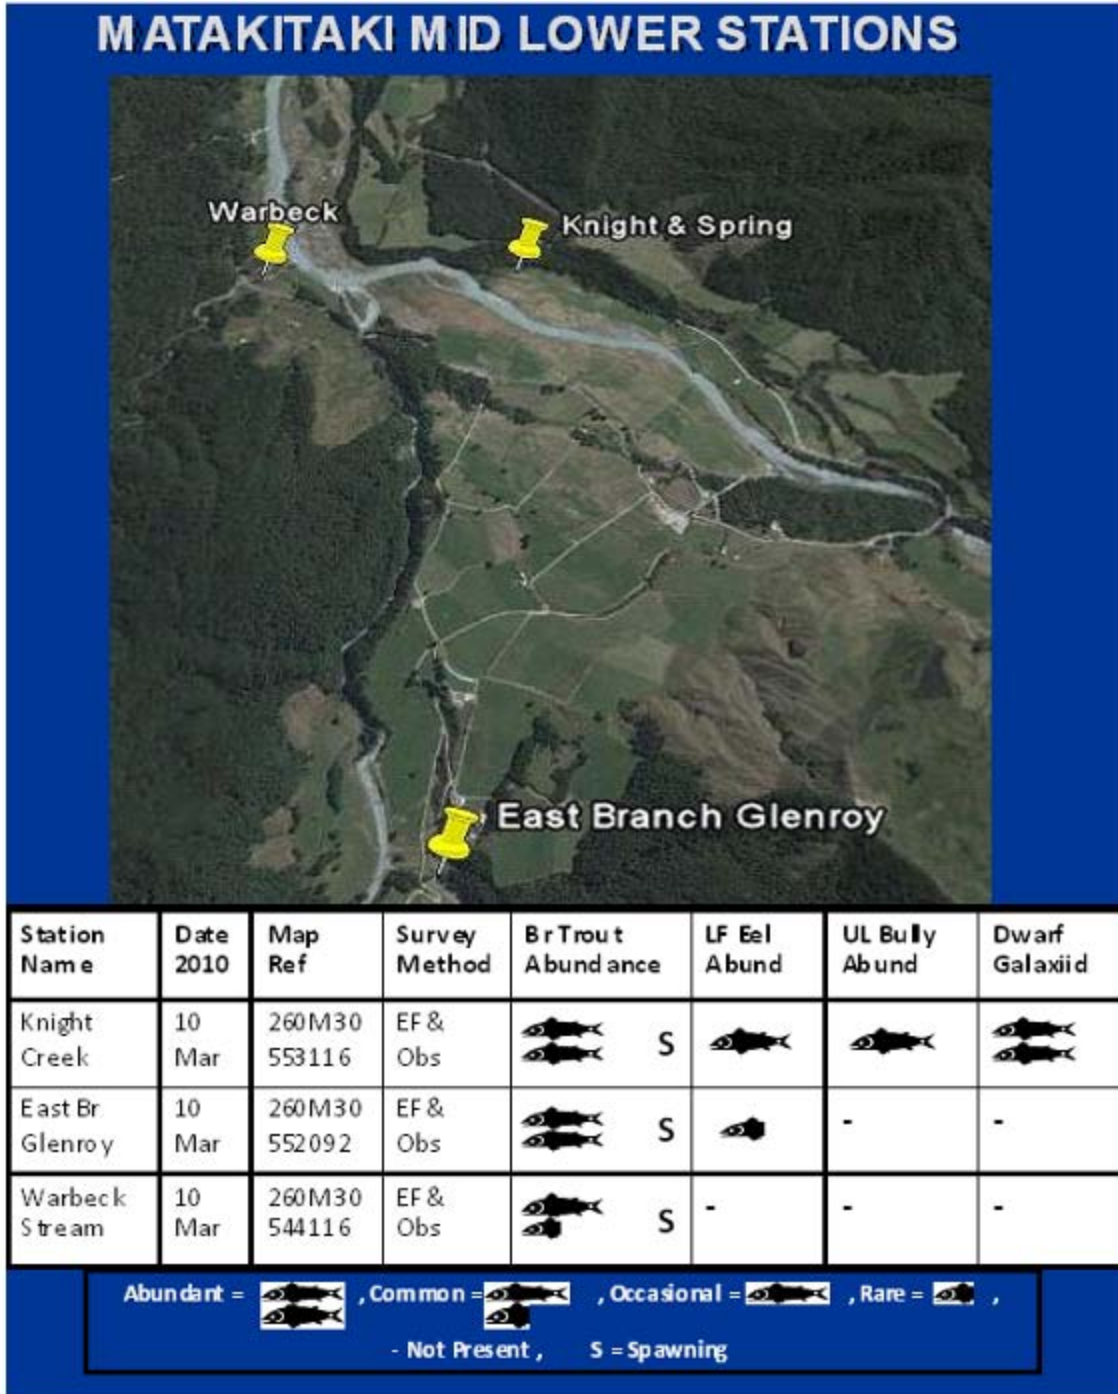 MATAKITAKI MID LOWER STATIONS
Warbeck
Knight & Spring
East Branch Glenroy
Station Name Date 2010 Map Ref Survey Method Br Trout Abundance LF Eel Abund UL Bully Abund Dwarf Galaxiid
Knight Creek 10 Mar 260M30 553116 EF & Obs S
East Br Glenroy 10 Mar 260M30 552092 EF & Obs S - -
Warbeck Stream 10 Mar 260M30 544116 EF & Obs S - - -
Abundant = , Common = , Occasional = , Rare = ,
- Not Present , S = Spawning